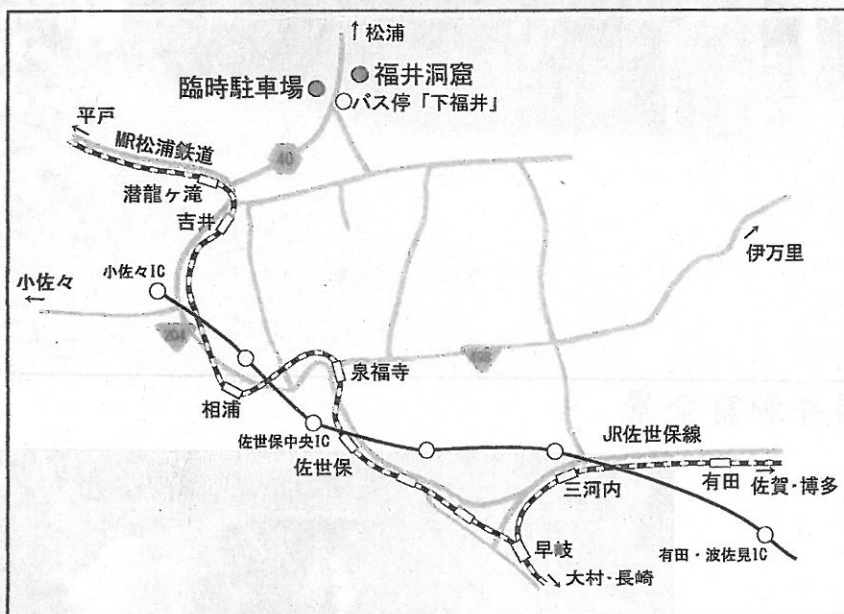 ↑松浦
臨時駐車場
福井洞窟
バス停「下福井」
平戸
←
MR松浦鉄道
40
潜龍ヶ滝
吉井
伊万里
小佐々IC
小佐々
←
204
498
泉福寺
相浦
佐世保中央IC
佐世保
JR佐世保線
三河内
有田
→
佐賀・博多
早岐
有田・波佐見IC
大村・長崎